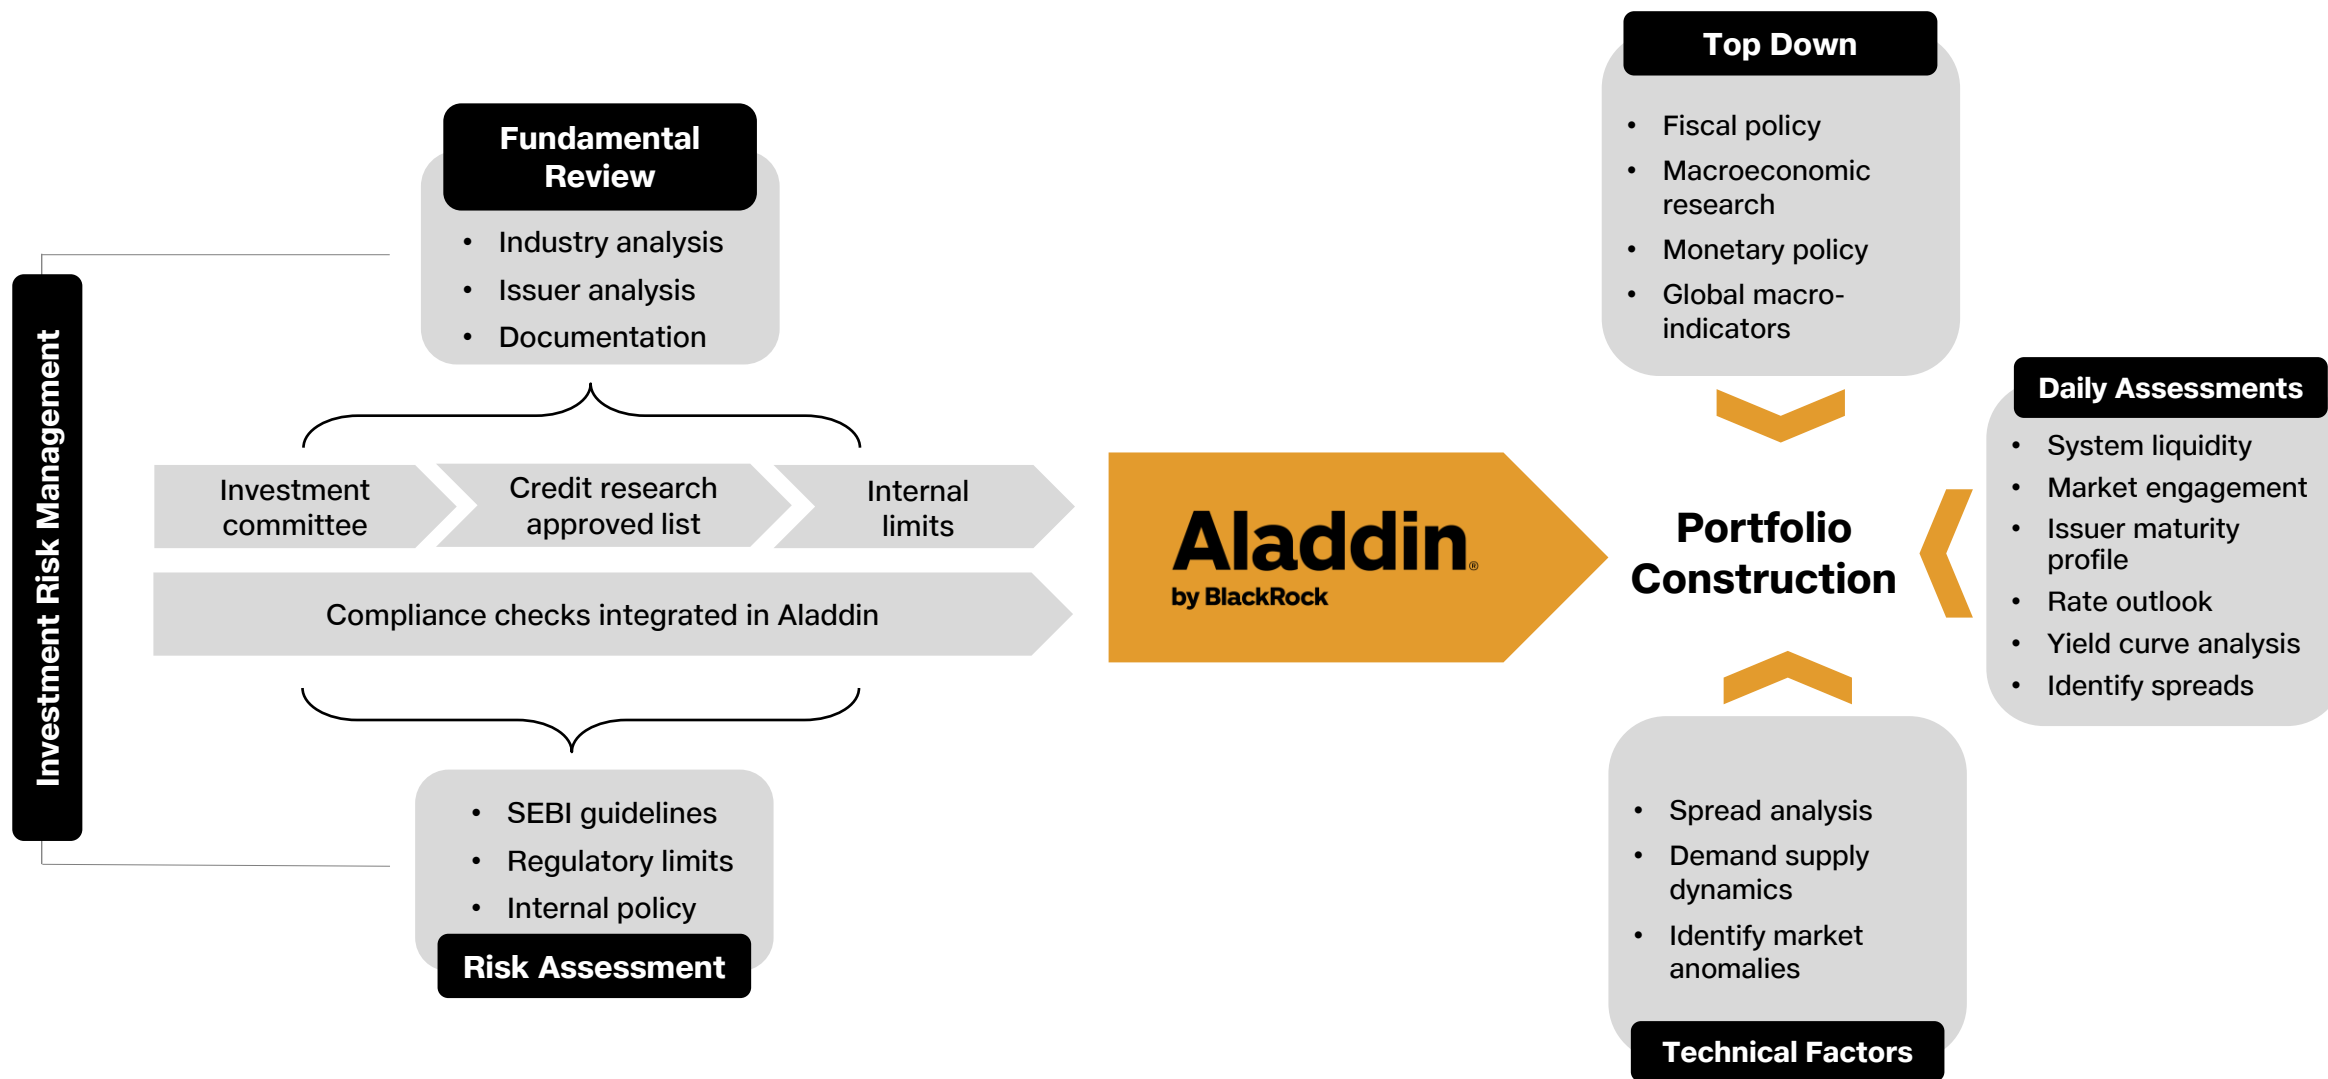 Investment Risk Management
Fundamental
Review
• Industry analysis
• Issuer analysis
• Documentation
Investment
committee
Credit research
approved list
Internal
limits
Compliance checks integrated in Aladdin
• SEBI guidelines
• Regulatory limits
• Internal policy
Risk Assessment
Aladdin®
by BlackRock
Top Down
• Fiscal policy
• Macroeconomic
research
• Monetary policy
• Global macro-
indicators
Portfolio
Construction
Daily Assessments
• System liquidity
• Market engagement
• Issuer maturity
profile
• Rate outlook
• Yield curve analysis
• Identify spreads
• Spread analysis
• Demand supply
dynamics
• Identify market
anomalies
Technical Factors